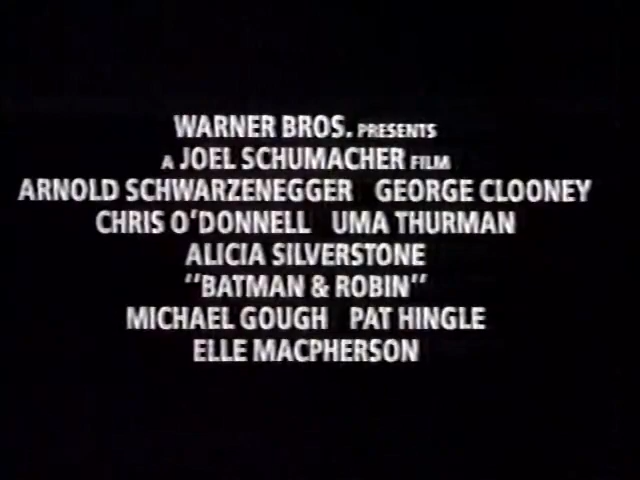 WARNER BROS. PRESENTS
A JOEL SCHUMACHER FILM
ARNOLD SCHWARZENEGGER GEORGE CLOONEY
CHRIS O'DONNELL UMA THURMAN
ALICIA SILVERSTONE
"BATMAN & ROBIN"
MICHAEL GOUGH PAT HINGLE
ELLE MACPHERSON